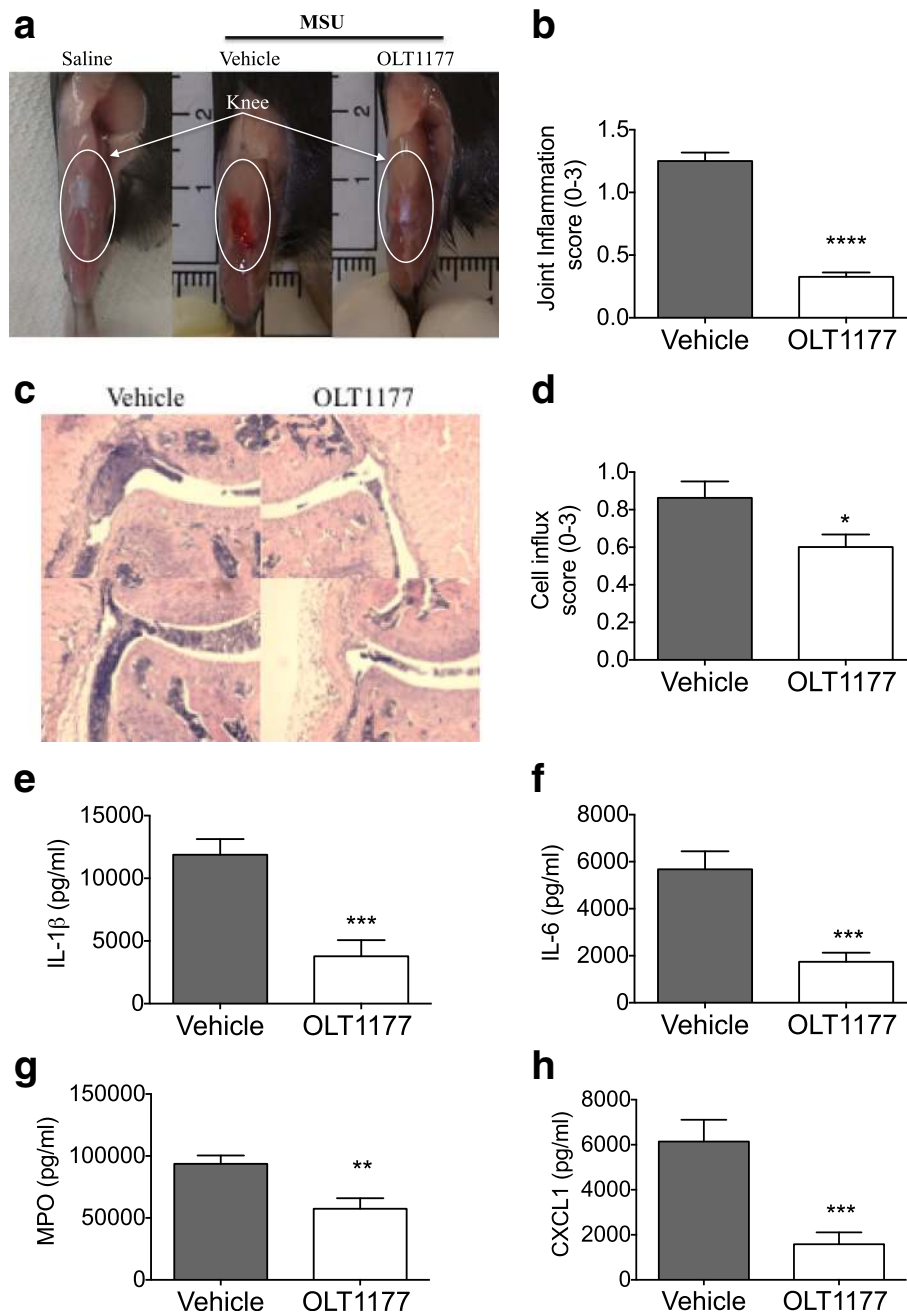 a
MSU
Saline
Vehicle
OLT1177
Knee
2
1
2
1
b
Joint Inflammation
score (0-3)
1.5
1.0
0.5
0.0
****
Vehicle
OLT1177
c
Vehicle
OLT1177
d
Cell influx
score (0-3)
1.0
0.8
0.6
0.4
0.2
0.0
*
Vehicle
OLT1177
e
IL-1β (pg/ml)
15000
10000
5000
0
***
Vehicle
OLT1177
f
IL-6 (pg/ml)
8000
6000
4000
2000
0
***
Vehicle
OLT1177
g
MPO (pg/ml)
150000
100000
50000
0
**
Vehicle
OLT1177
h
CXCL1 (pg/ml)
8000
6000
4000
2000
0
***
Vehicle
OLT1177